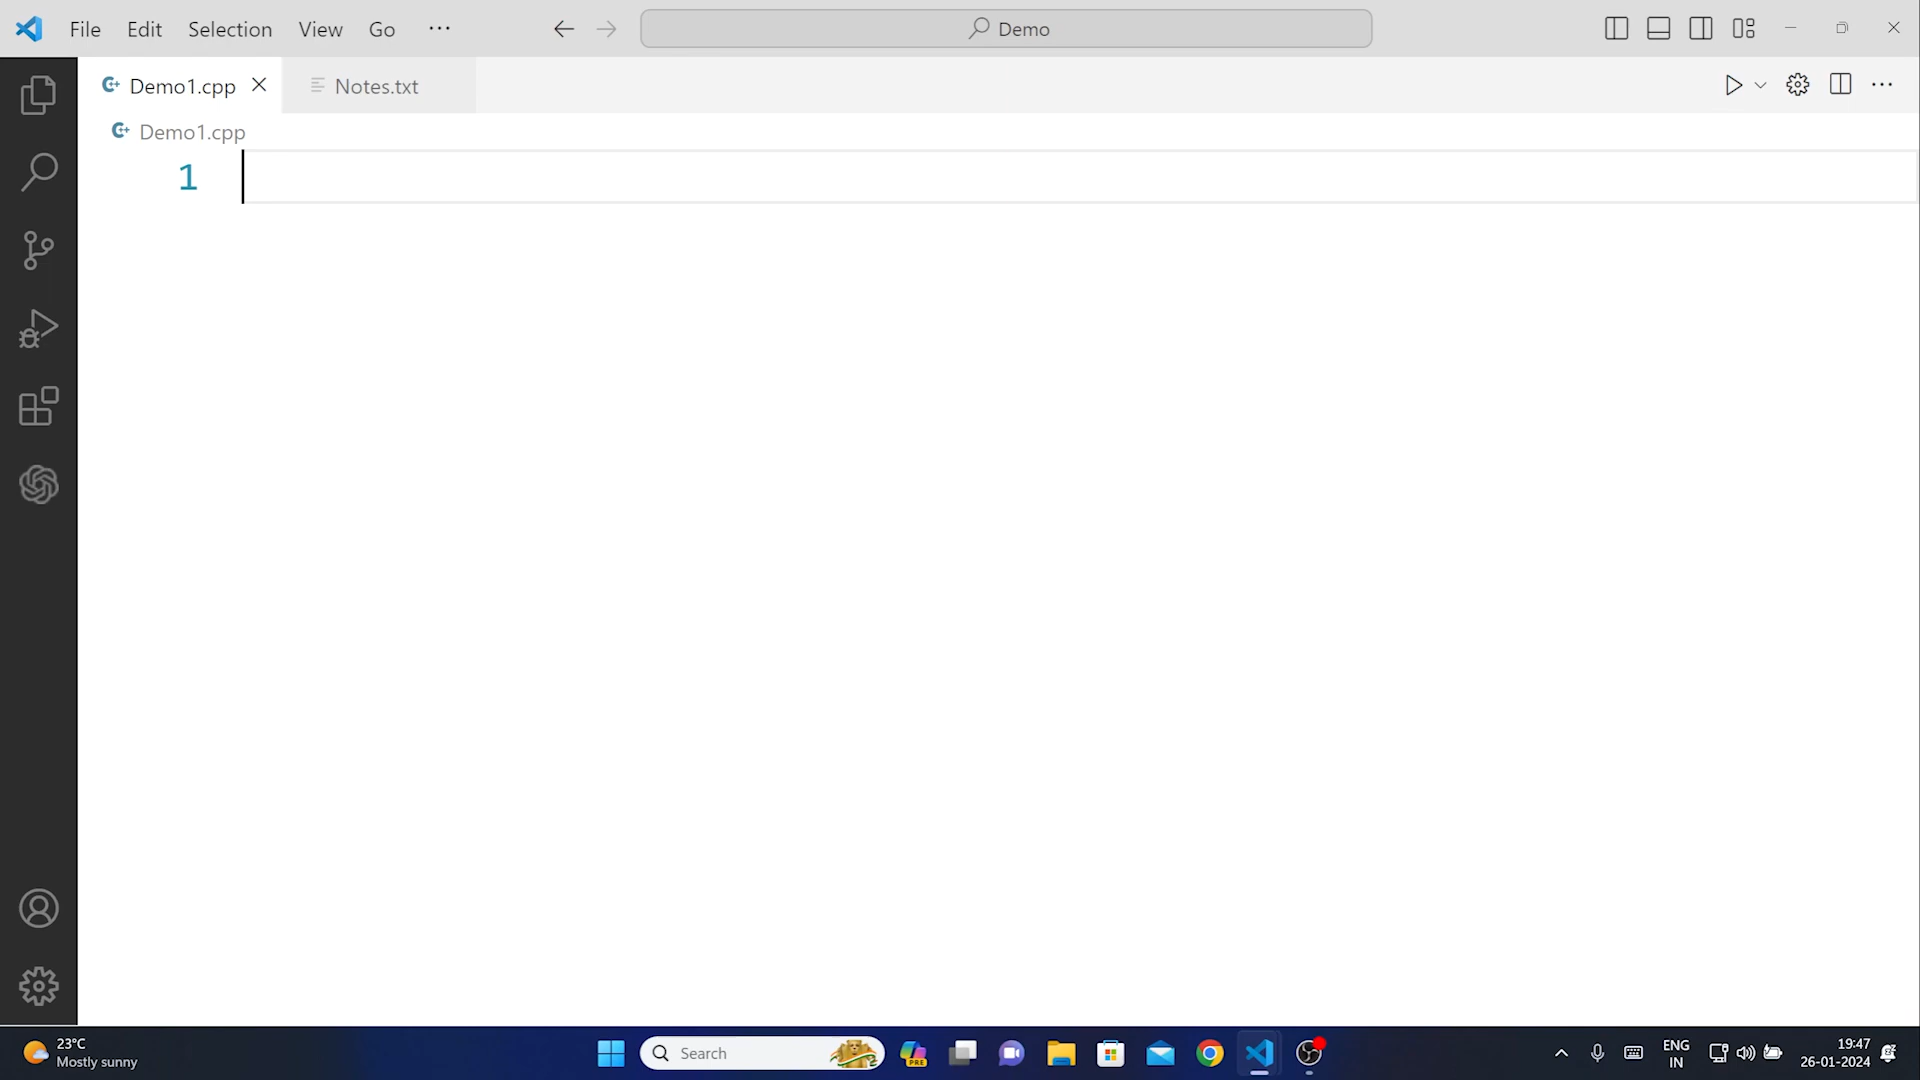 File Edit Selection View Go ··· Demo
Demo1.cpp Notes.txt
Demo1.cpp
1
23°C
Mostly sunny
Search
PRE
ENG
IN
19:47
26-01-2024